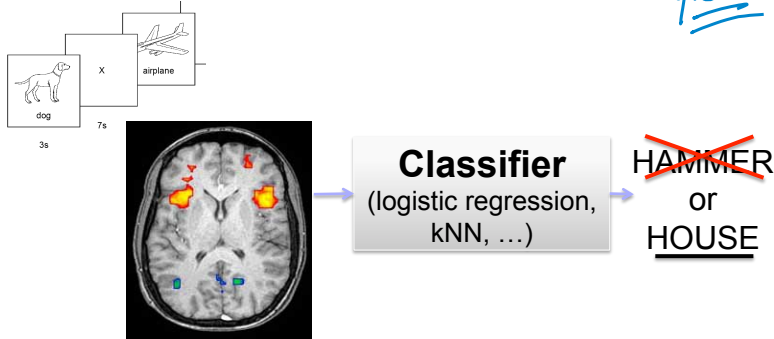 X
airplane
dog
7s
3s
Classifier
(logistic regression,
kNN, …)
HAMMER
or
HOUSE